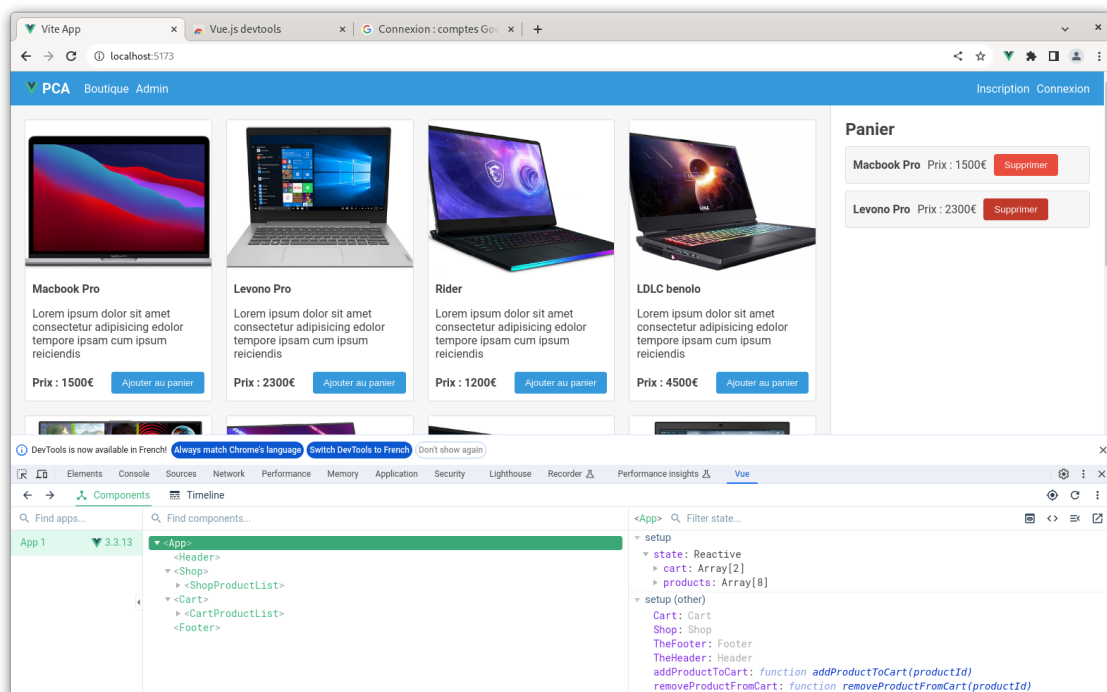 Vite App
Vue.js devtools
Connexion : comptes Goo
localhost:5173
PCA Boutique Admin
Inscription Connexion
Macbook Pro
Lorem ipsum dolor sit amet
consectetur adipisicing edolor
tempore ipsam cum ipsum
reiciendis
Prix : 1500€ Ajouter au panier
Levono Pro
Lorem ipsum dolor sit amet
consectetur adipisicing edolor
tempore ipsam cum ipsum
reiciendis
Prix : 2300€ Ajouter au panier
Rider
Lorem ipsum dolor sit amet
consectetur adipisicing edolor
tempore ipsam cum ipsum
reiciendis
Prix : 1200€ Ajouter au panier
LDLC benolo
Lorem ipsum dolor sit amet
consectetur adipisicing edolor
tempore ipsam cum ipsum
reiciendis
Prix : 4500€ Ajouter au panier
Panier
Macbook Pro Prix : 1500€ Supprimer
Levono Pro Prix : 2300€ Supprimer
DevTools is now available in French! Always match Chrome's language Switch DevTools to French Don't show again
Elements Console Sources Network Performance Memory Application Security Lighthouse Recorder Performance insights Vue
Components Timeline
Find apps...
App 1 3.3.13
Find components...
<App>
<Header>
<Shop>
<ShopProductList>
<Cart>
<CartProductList>
<Footer>
<App> Filter state...
setup
state: Reactive
cart: Array[2]
products: Array[8]
setup (other)
Cart: Cart
Shop: Shop
TheFooter: Footer
TheHeader: Header
addProductToCart: function addProductToCart(productId)
removeProductFromCart: function removeProductFromCart(productId)